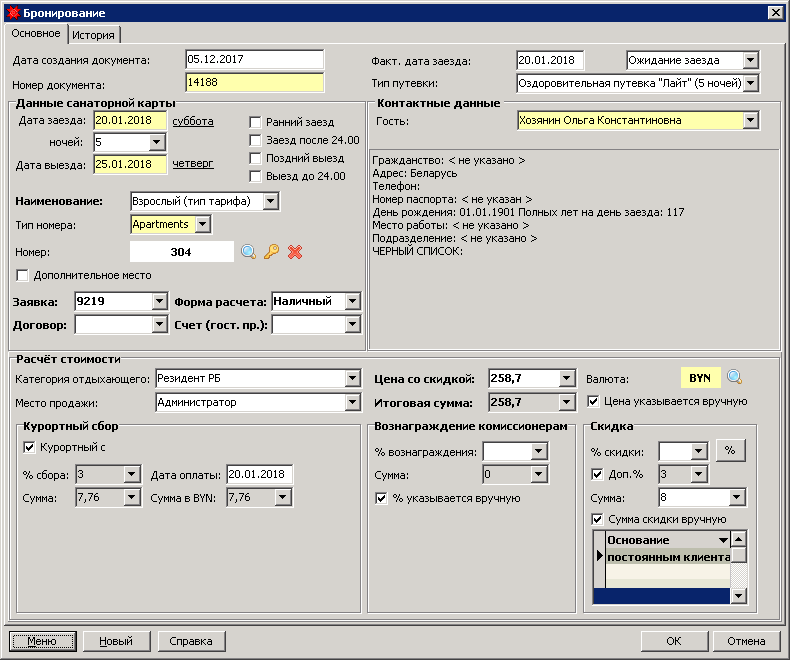 Бронирование
Основное История
Дата создания документа: 05.12.2017 Факт. дата заезда: 20.01.2018 Ожидание заезда
Номер документа: 14188 Тип путевки: Оздоровительная путевка "Лайт" (5 ночей)
Данные санаторной карты Контактные данные
Дата заезда: 20.01.2018 суббота Ранний заезд Гость: Хозянин Ольга Константиновна
ночей: 5 Заезд после 24.00
Дата выезда: 25.01.2018 четверг Поздний выезд
Выезд до 24.00
Гражданство: < не указано >
Адрес: Беларусь
Телефон:
Номер паспорта: < не указан >
День рождения: 01.01.1901 Полных лет на день заезда: 117
Место работы: < не указано >
Подразделение: < не указано >
ЧЕРНЫЙ СПИСОК:
Наименование: Взрослый (тип тарифа)
Тип номера: Apartments
Номер: 304
Дополнительное место
Заявка: 9219 Форма расчета: Наличный
Договор: Счет (гост. пр.):
Расчёт стоимости
Категория отдыхающего: Резидент РБ Цена со скидкой: 258,7 Валюта: BYN
Место продажи: Администратор Итоговая сумма: 258,7 Цена указывается вручную
Курортный сбор Вознаграждение комиссионерам Скидка
Курортный с
% сбора: 3 Дата оплаты: 20.01.2018
Сумма: 7,76 Сумма в BYN: 7,76
% вознаграждения:
Сумма: 0
% указывается вручную
% скидки: %
Доп.% 3
Сумма: 8
Сумма скидки вручную
Основание
постоянным клиента
Меню Новый Справка OK Отмена